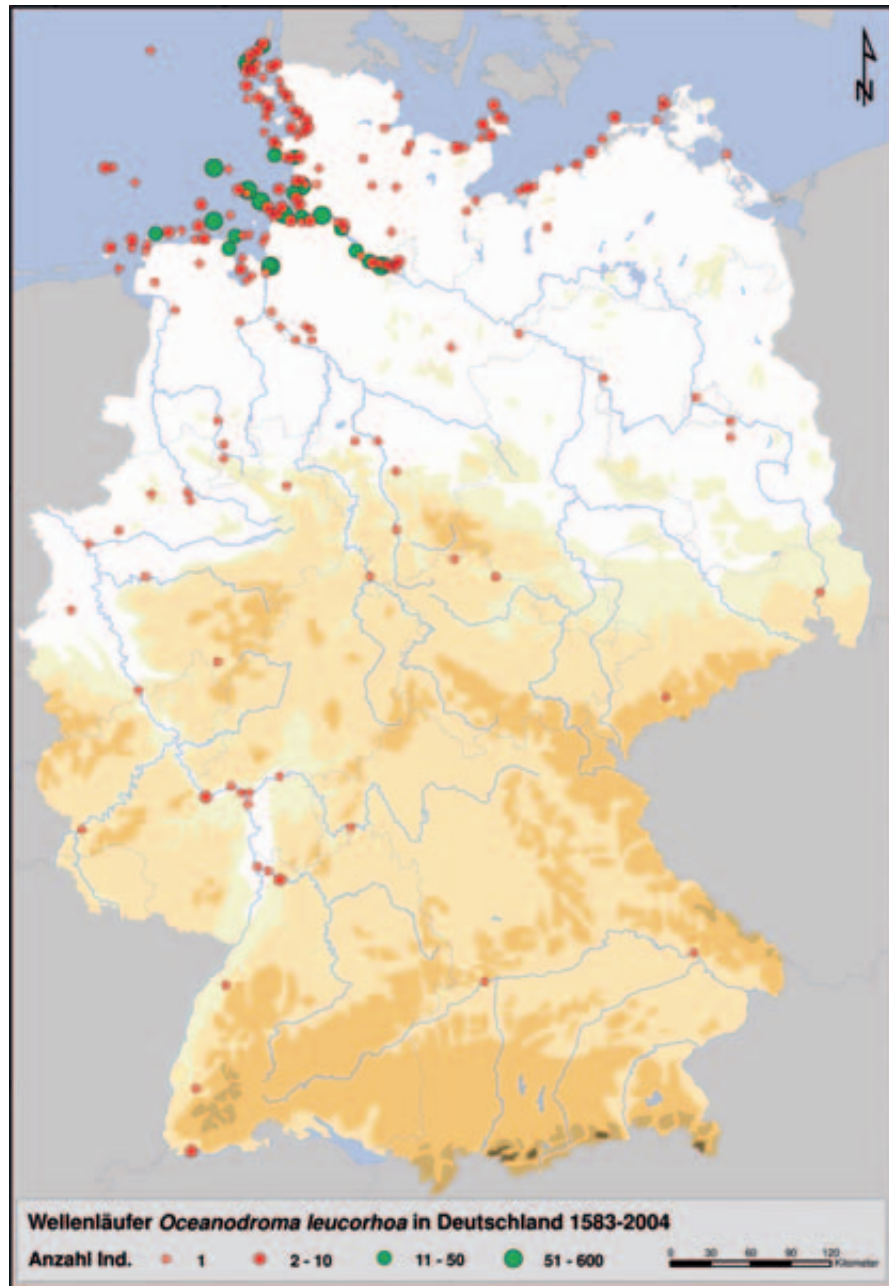 N
Wellenläufer Oceanodroma leucorhoa in Deutschland 1583-2004
Anzahl Ind. 1 2 - 10 11 - 50 51 - 600 0 30 60 90 120
Kilometer